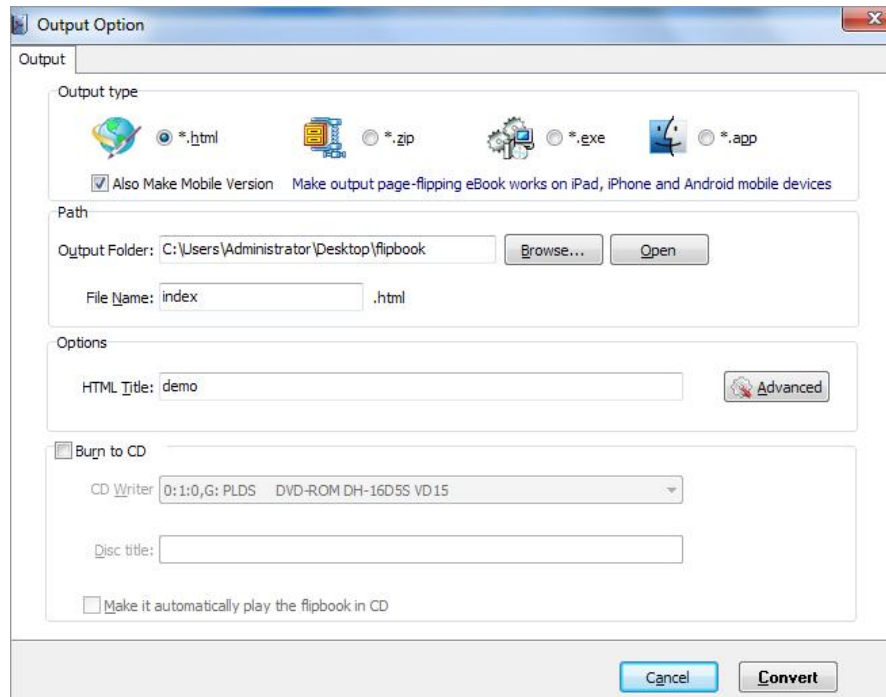 Output Option
Output
Output type
*.html *.zip *.exe *.app
Also Make Mobile Version Make output page-flipping eBook works on iPad, iPhone and Android mobile devices
Path
Output Folder: C:\Users\Administrator\Desktop\flipbook Browse... Open
File Name: index .html
Options
HTML Title: demo Advanced
Burn to CD
CD Writer 0:1:0,G: PLDS DVD-ROM DH-16D5S VD15
Disc title:
Make it automatically play the flipbook in CD
Cancel Convert